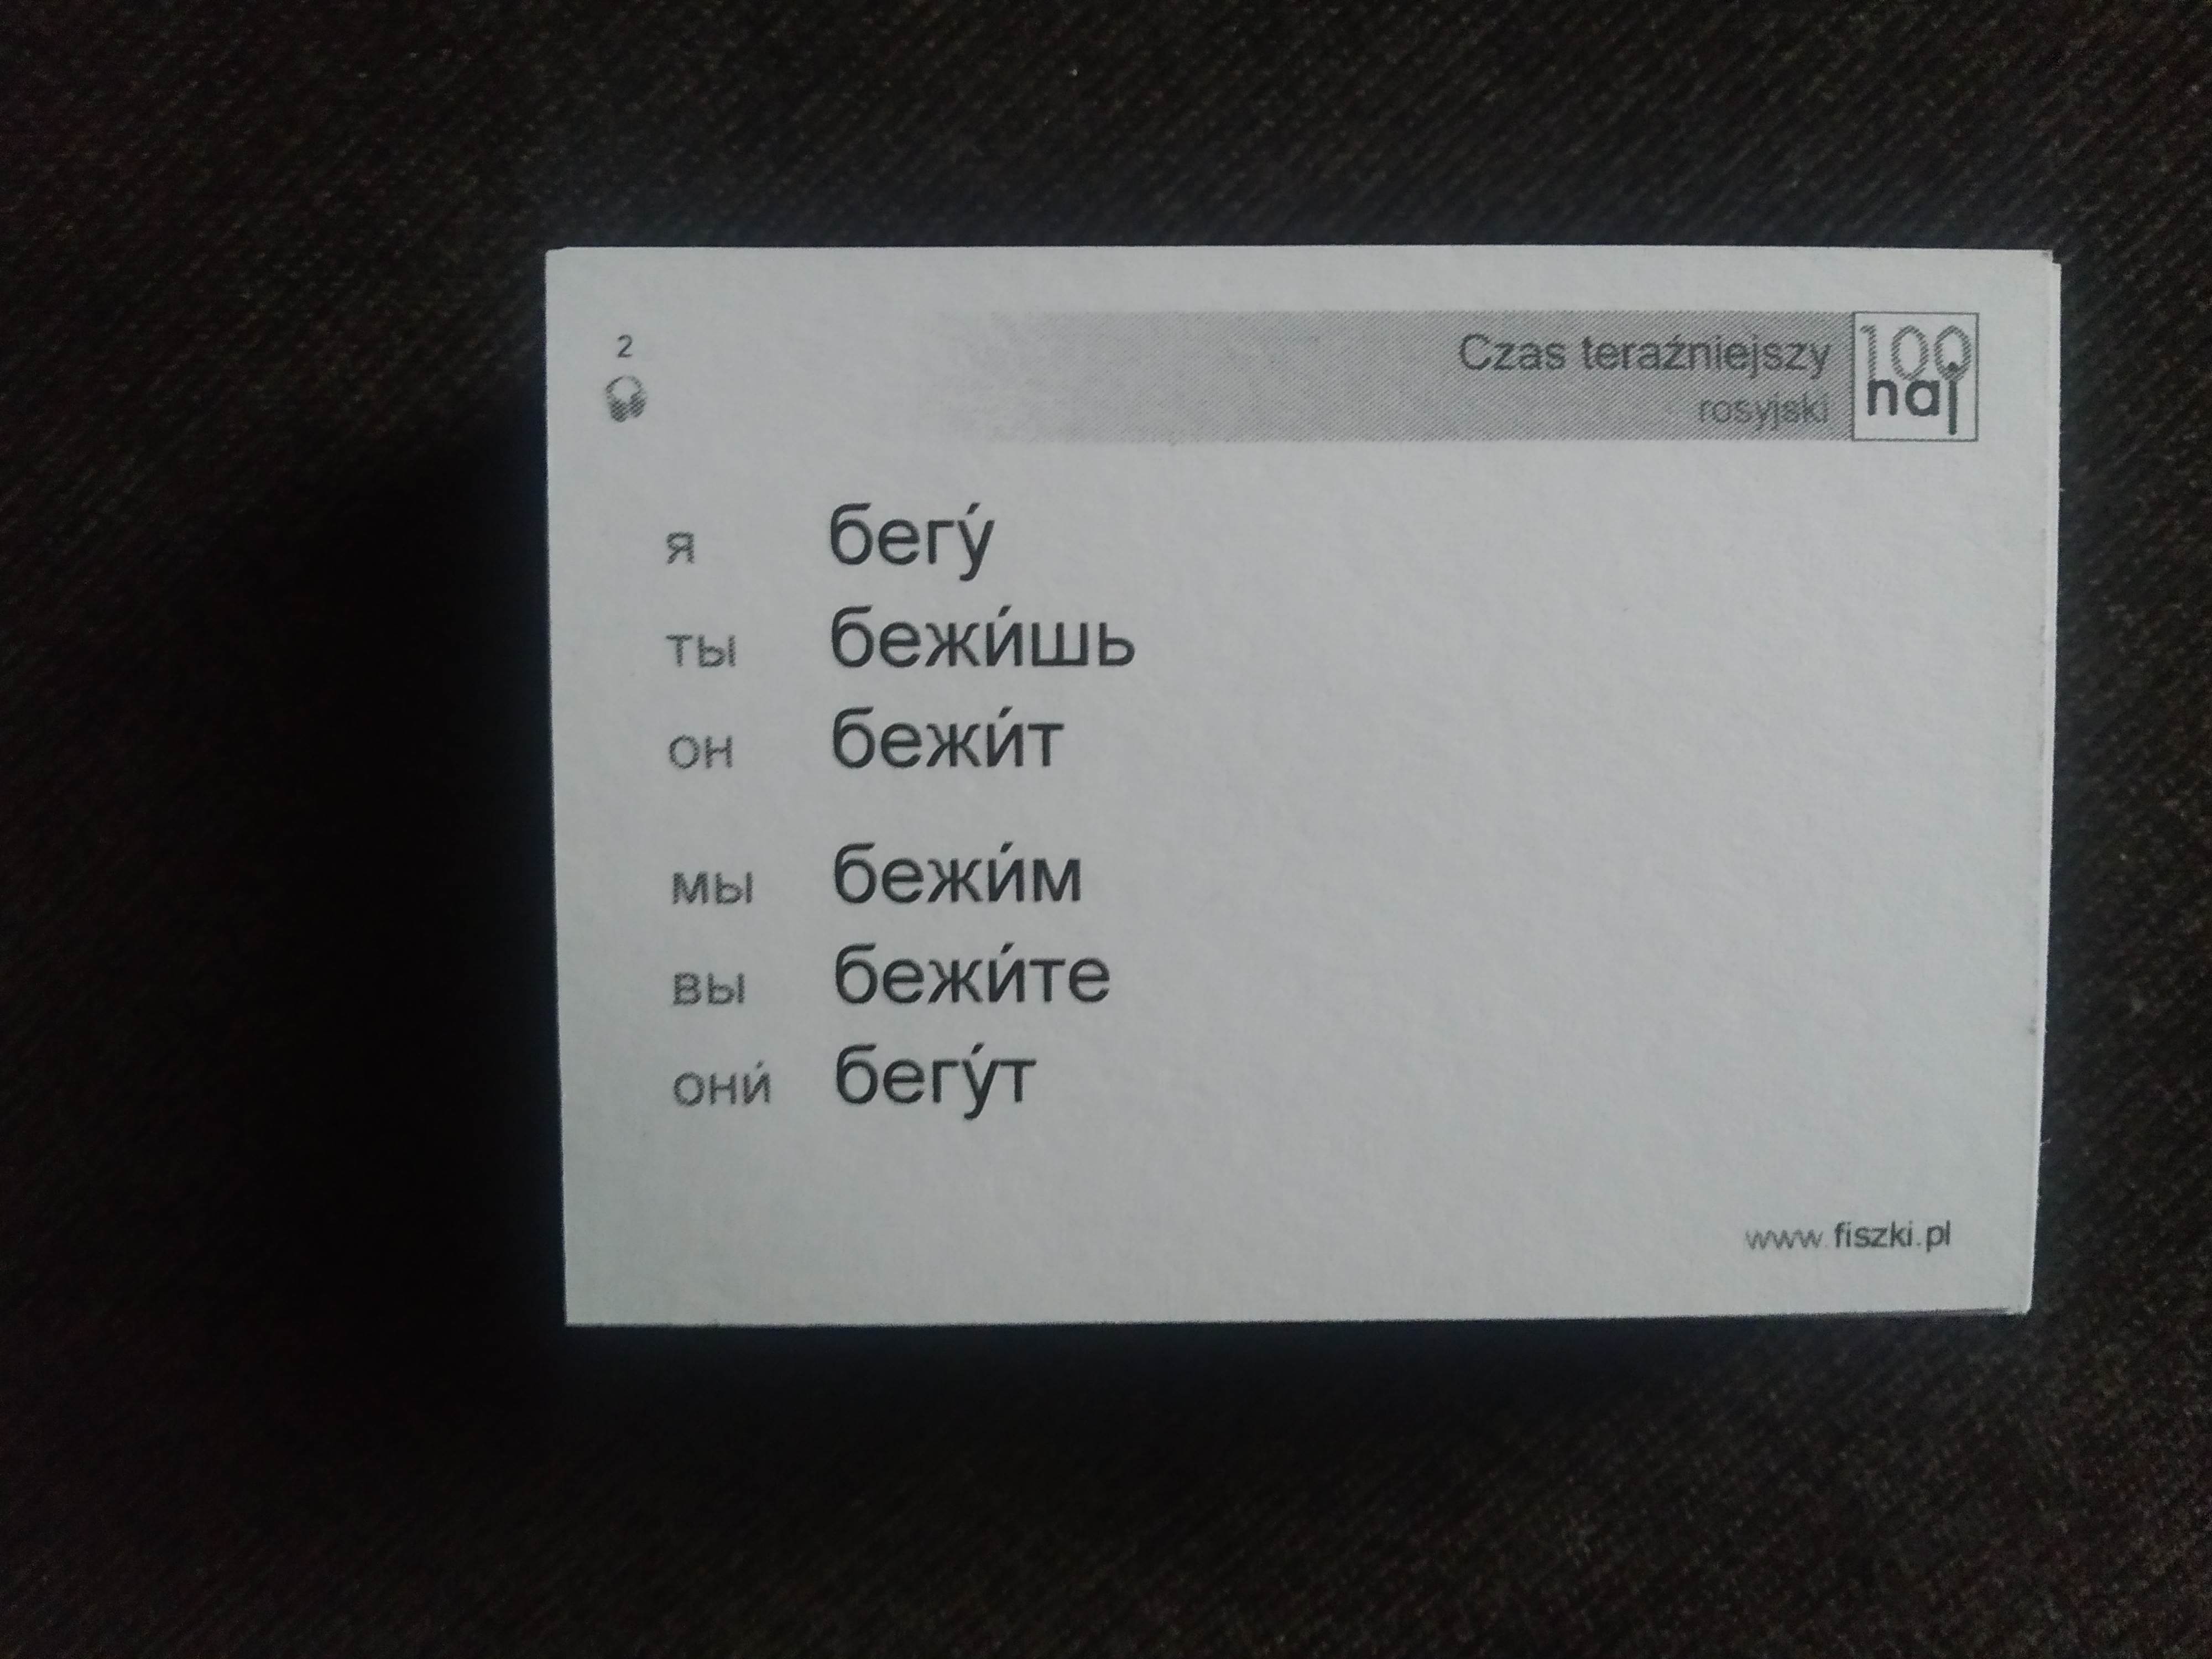 2
Czas teraźniejszy
rosyjski
100
naj
я бегу́
ты бежи́шь
он бежи́т
мы бежи́м
вы бежи́те
они́ бегу́т
www.fiszki.pl